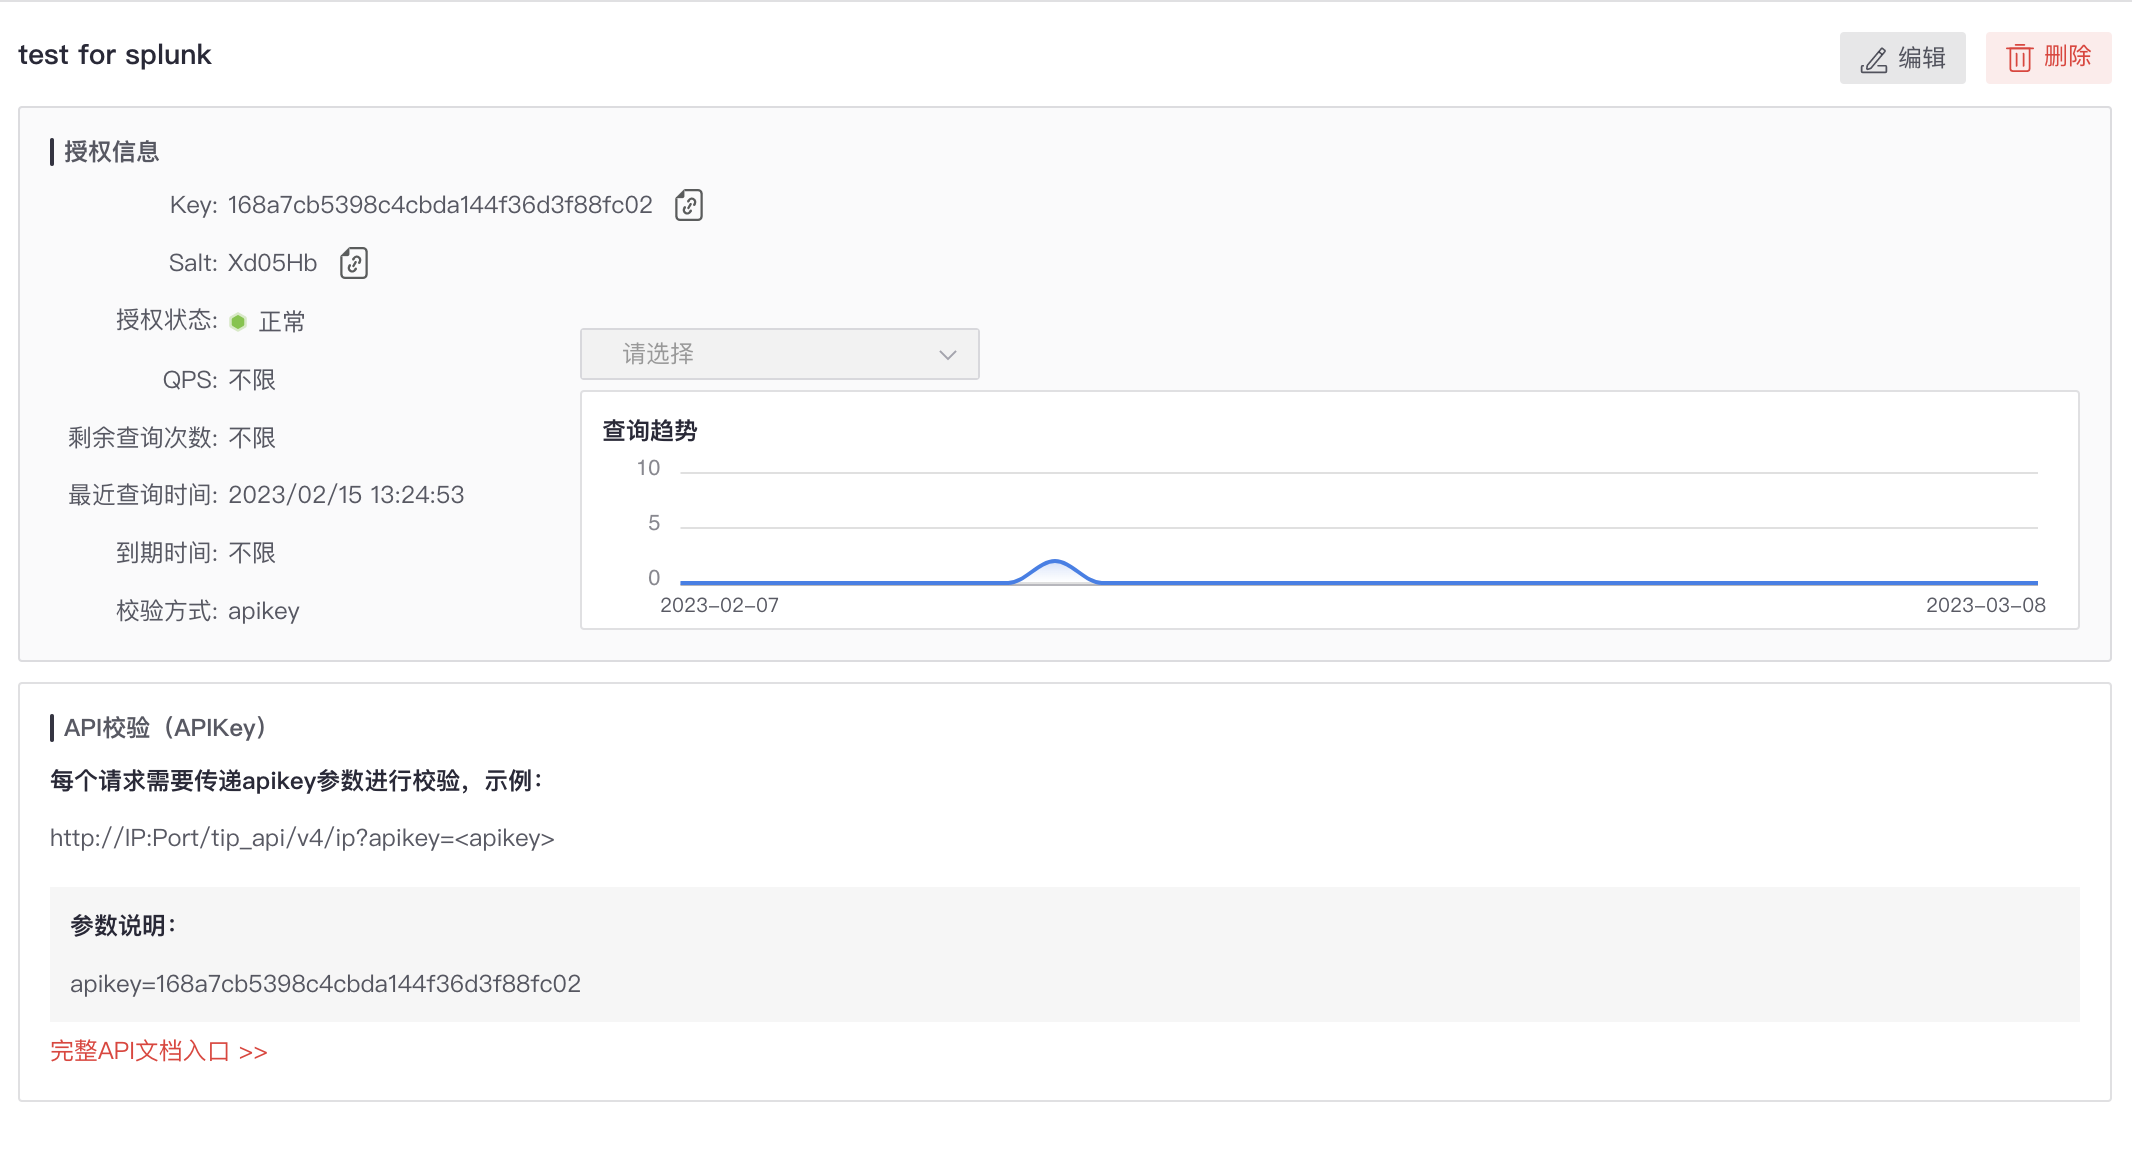 test for splunk
编辑
删除
授权信息
Key: 168a7cb5398c4cbda144f36d3f88fc02
Salt: Xd05Hb
授权状态: 正常
请选择
QPS: 不限
查询趋势
剩余查询次数: 不限
10
最近查询时间: 2023/02/15 13:24:53
5
到期时间: 不限
0
2023-02-07
2023-03-08
校验方式: apikey
API校验（APIKey）
每个请求需要传递apikey参数进行校验，示例：
http://IP:Port/tip_api/v4/ip?apikey=<apikey>
参数说明：
apikey=168a7cb5398c4cbda144f36d3f88fc02
完整API文档入口 >>